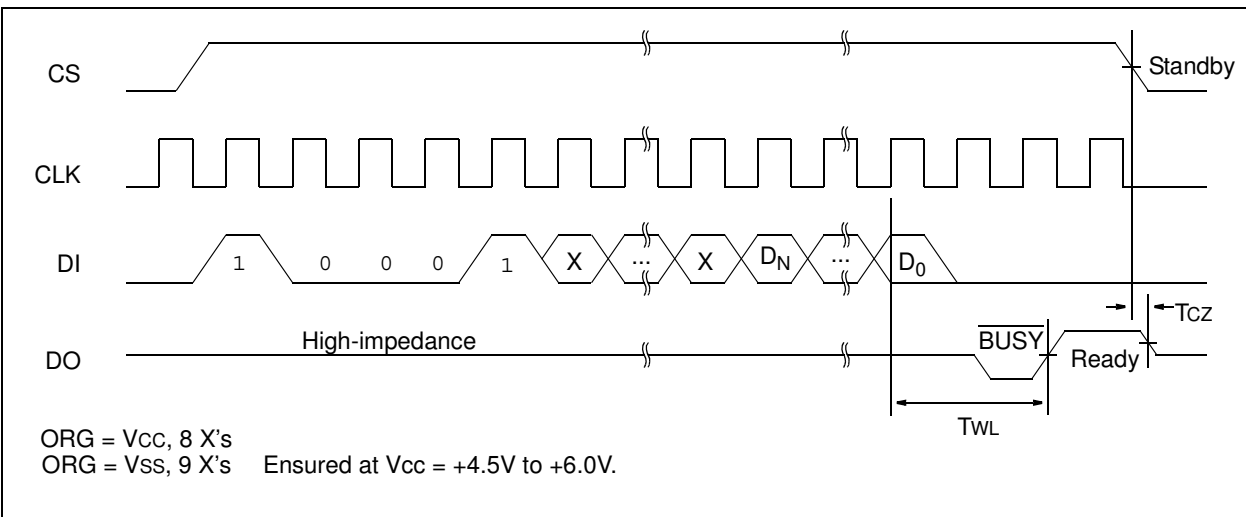 CS
Standby
CLK
DI
1 0 0 0 1 X ... X DN ... D0
TCZ
High-impedance
BUSY
DO
Ready
TWL
ORG = VCC, 8 X's
ORG = VSS, 9 X's Ensured at Vcc = +4.5V to +6.0V.